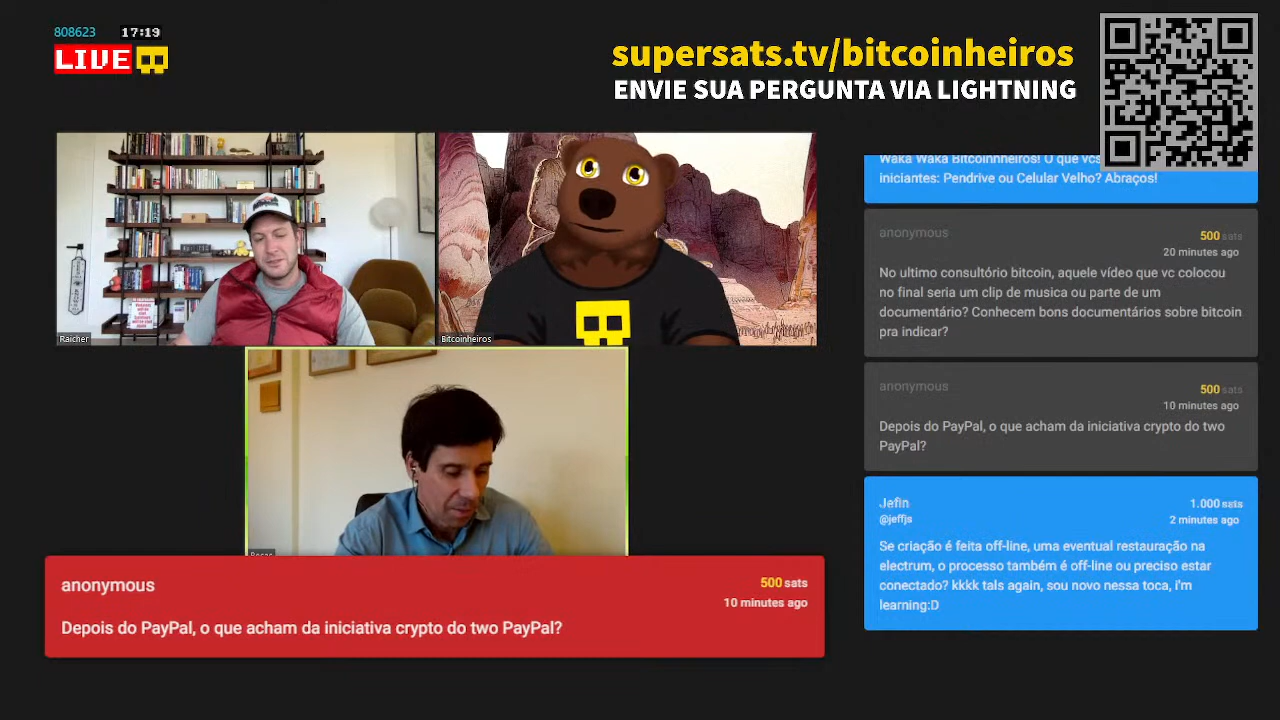 808623
17:19
LIVE
supersats.tv/bitcoinheiros
ENVIE SUA PERGUNTA VIA LIGHTNING
Raicher
Bitcoinheiros
anonymous
500 sats
10 minutes ago
Depois do PayPal, o que acham da iniciativa crypto do two PayPal?
Waka Waka Bitcoinnneiros! O que vcs
iniciantes: Pendrive ou Celular Velho? Abraços!
anonymous
500 sats
20 minutes ago
No ultimo consultório bitcoin, aquele vídeo que vc colocou
no final seria um clip de musica ou parte de um
documentário? Conhecem bons documentários sobre bitcoin
pra indicar?
anonymous
500 sats
10 minutes ago
Depois do PayPal, o que acham da iniciativa crypto do two
PayPal?
Jefin
1.000 sats
@jeffjs
2 minutes ago
Se criação é feita off-line, uma eventual restauração na
electrum, o processo também é off-line ou preciso estar
conectado? kkkk tals again, sou novo nessa toca, i'm
learning:D